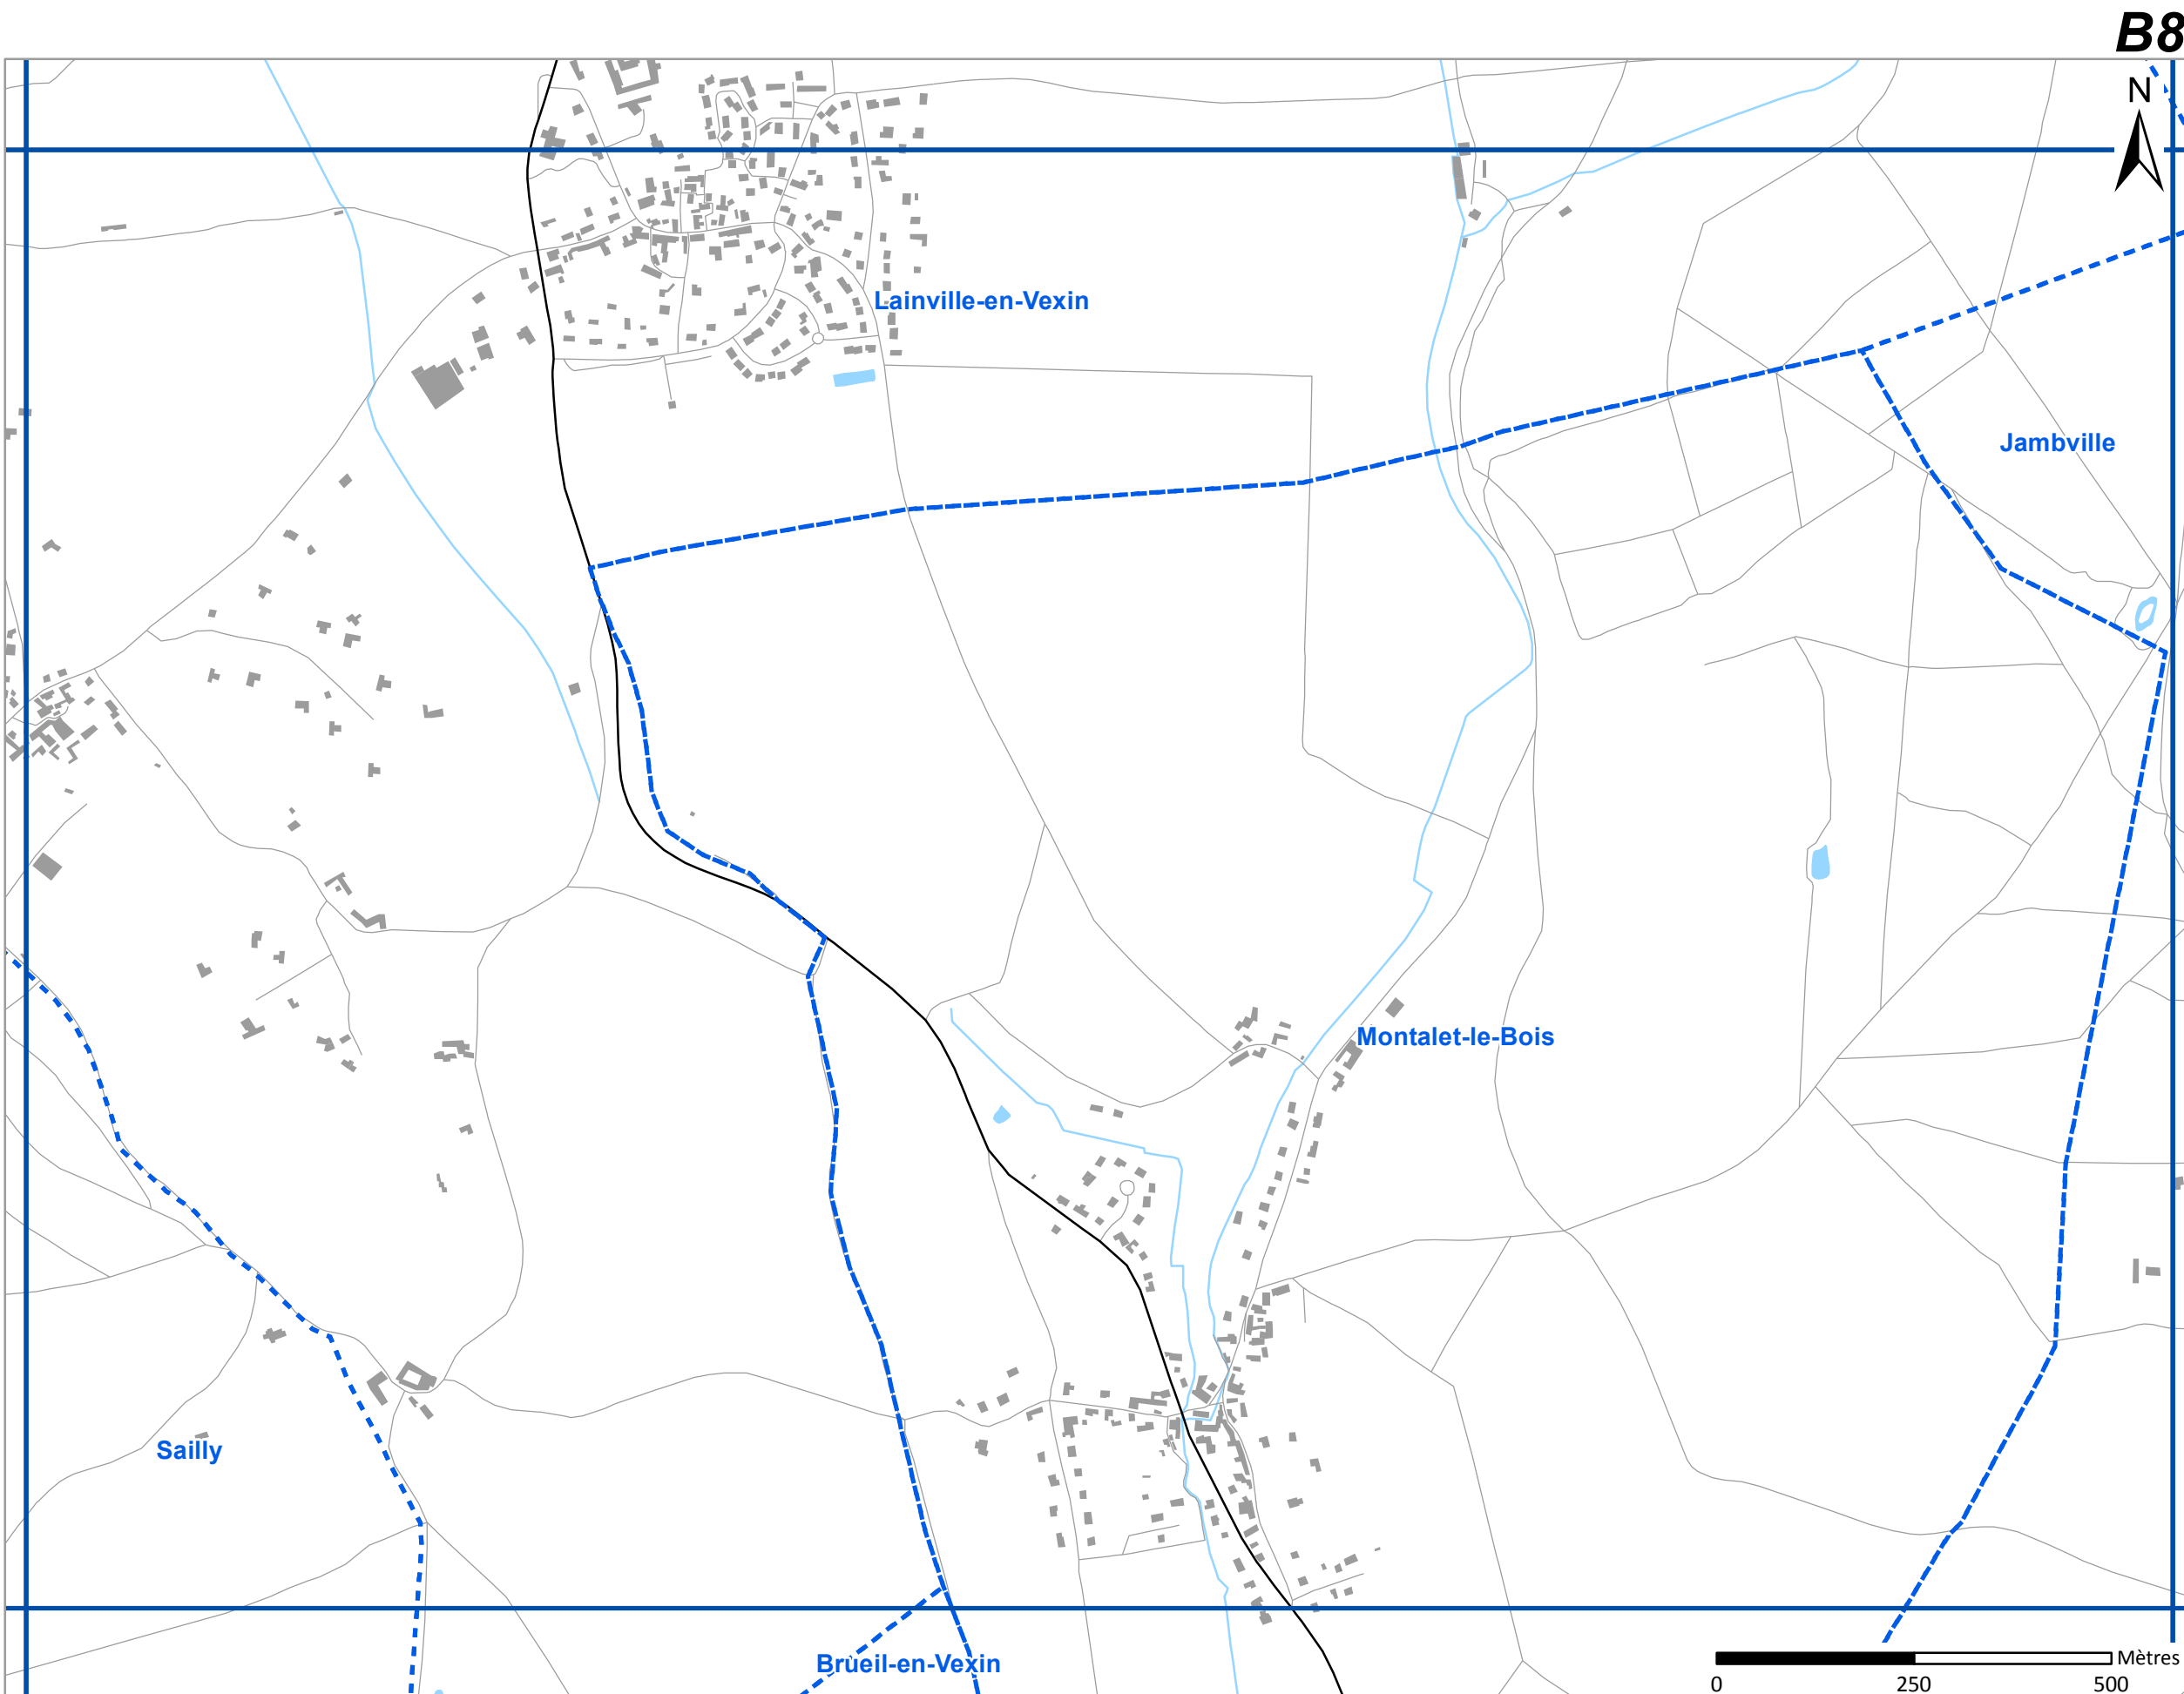 B8
N
Lainville-en-Vexin
Jambville
Montalet-le-Bois
Sailly
Brueil-en-Vexin
Mètres
0 250 500